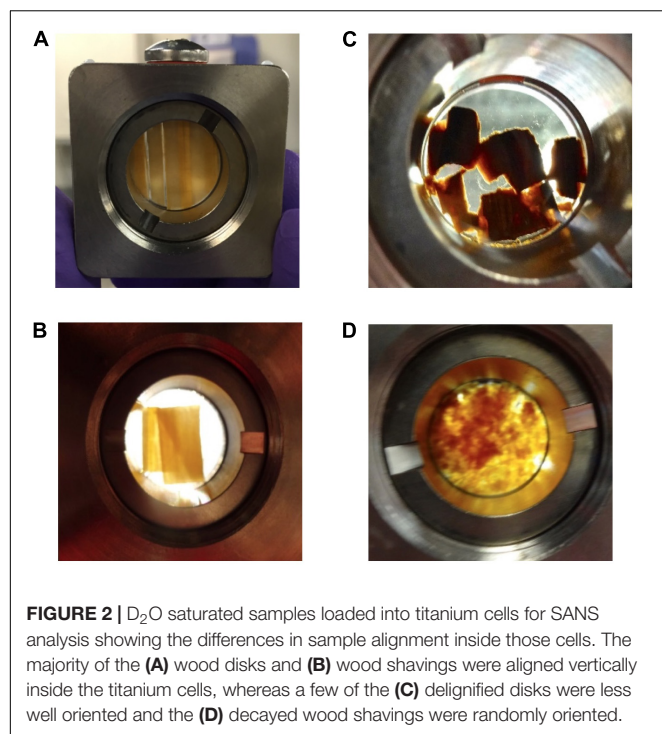 A
C
B
D
FIGURE 2 | D₂O saturated samples loaded into titanium cells for SANS
analysis showing the differences in sample alignment inside those cells. The
majority of the (A) wood disks and (B) wood shavings were aligned vertically
inside the titanium cells, whereas a few of the (C) delignified disks were less
well oriented and the (D) decayed wood shavings were randomly oriented.